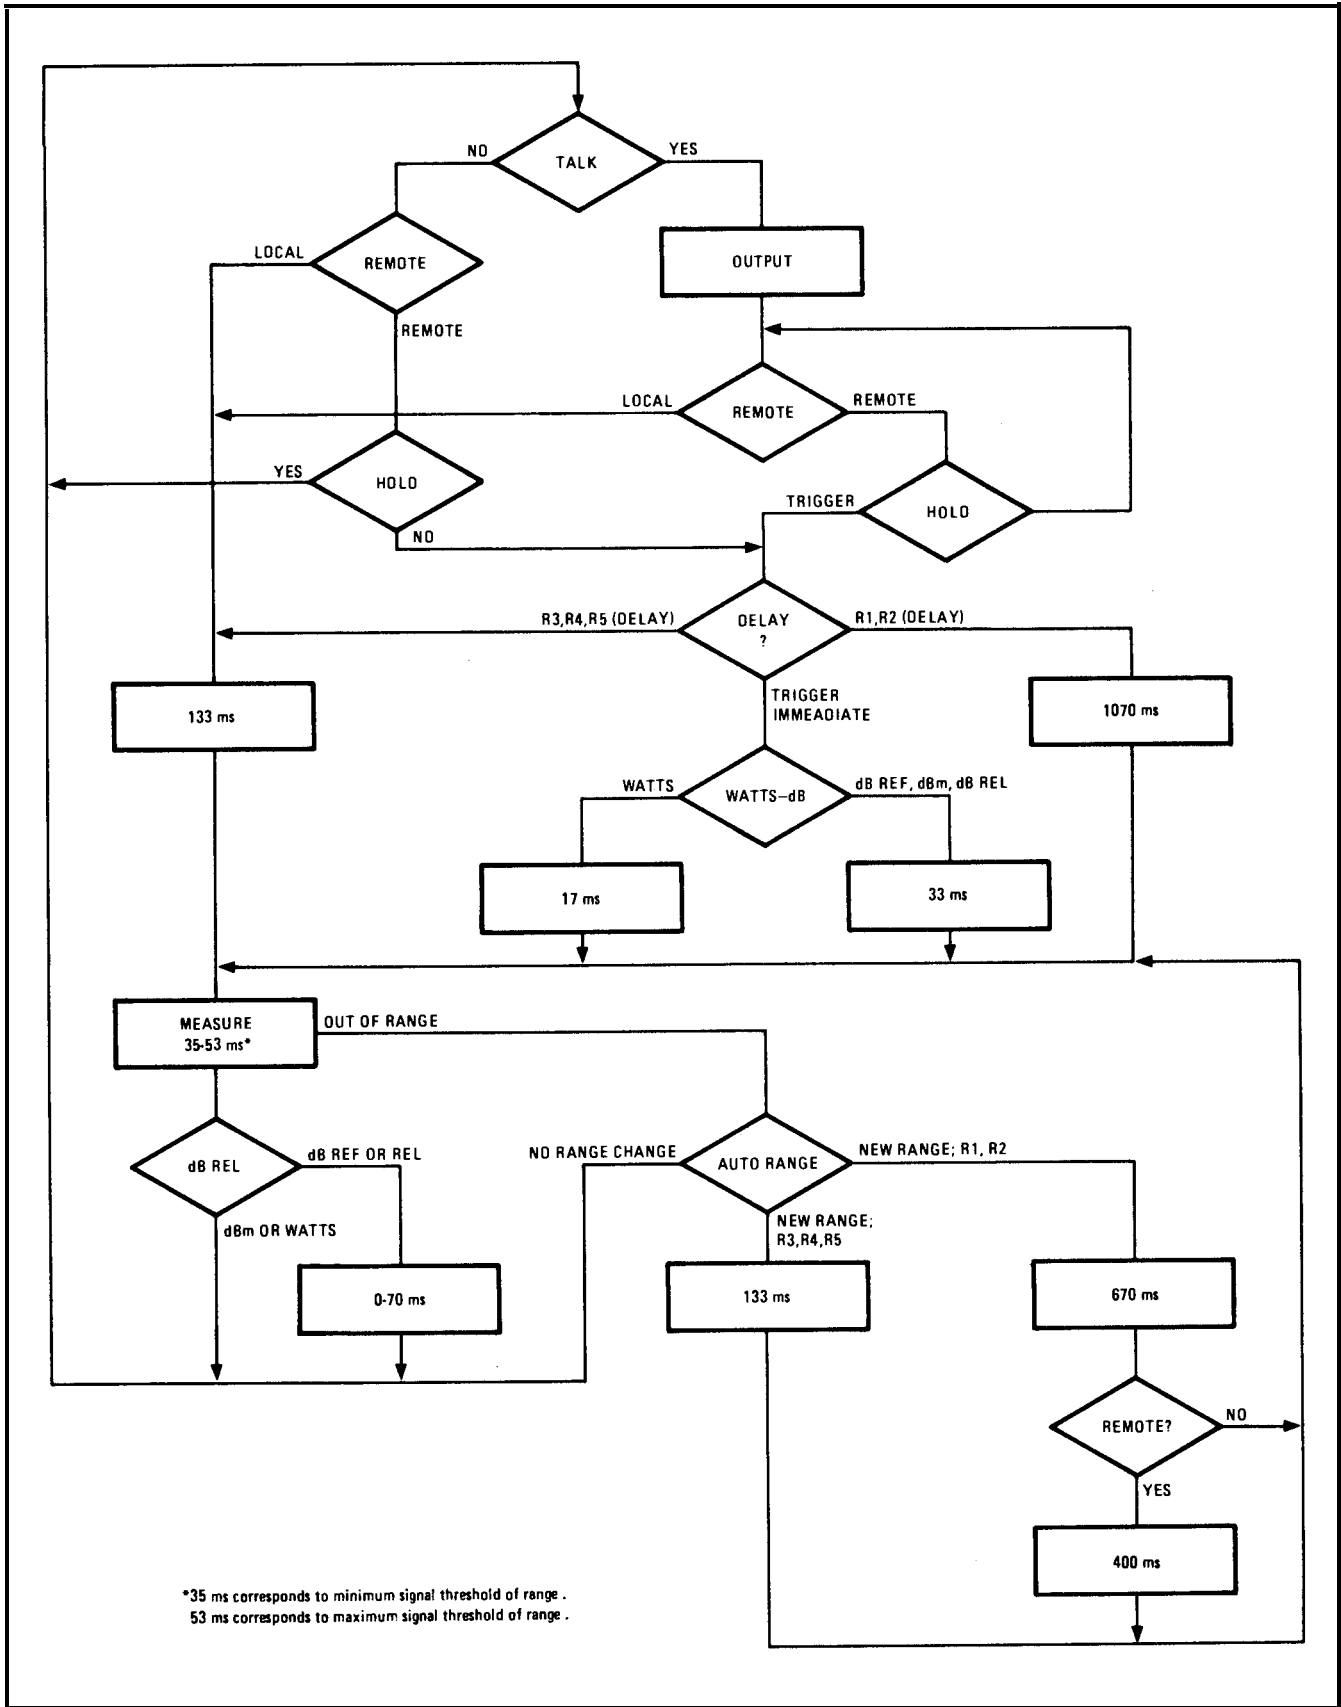 TALK
NO
YES
OUTPUT
LOCAL
REMOTE
REMOTE
LOCAL
REMOTE
REMOTE
YES
HOLD
NO
TRIGGER
HOLD
R3,R4,R5 (DELAY)
DELAY
?
R1,R2 (DELAY)
TRIGGER
IMMEADIATE
133 ms
1070 ms
WATTS
WATTS–dB
dB REF, dBm, dB REL
17 ms
33 ms
MEASURE
35-53 ms*
OUT OF RANGE
dB REL
dB REF OR REL
dBm OR WATTS
0-70 ms
NO RANGE CHANGE
AUTO RANGE
NEW RANGE; R1, R2
NEW RANGE;
R3,R4,R5
133 ms
670 ms
REMOTE?
NO
YES
400 ms
*35 ms corresponds to minimum signal threshold of range .
53 ms corresponds to maximum signal threshold of range .